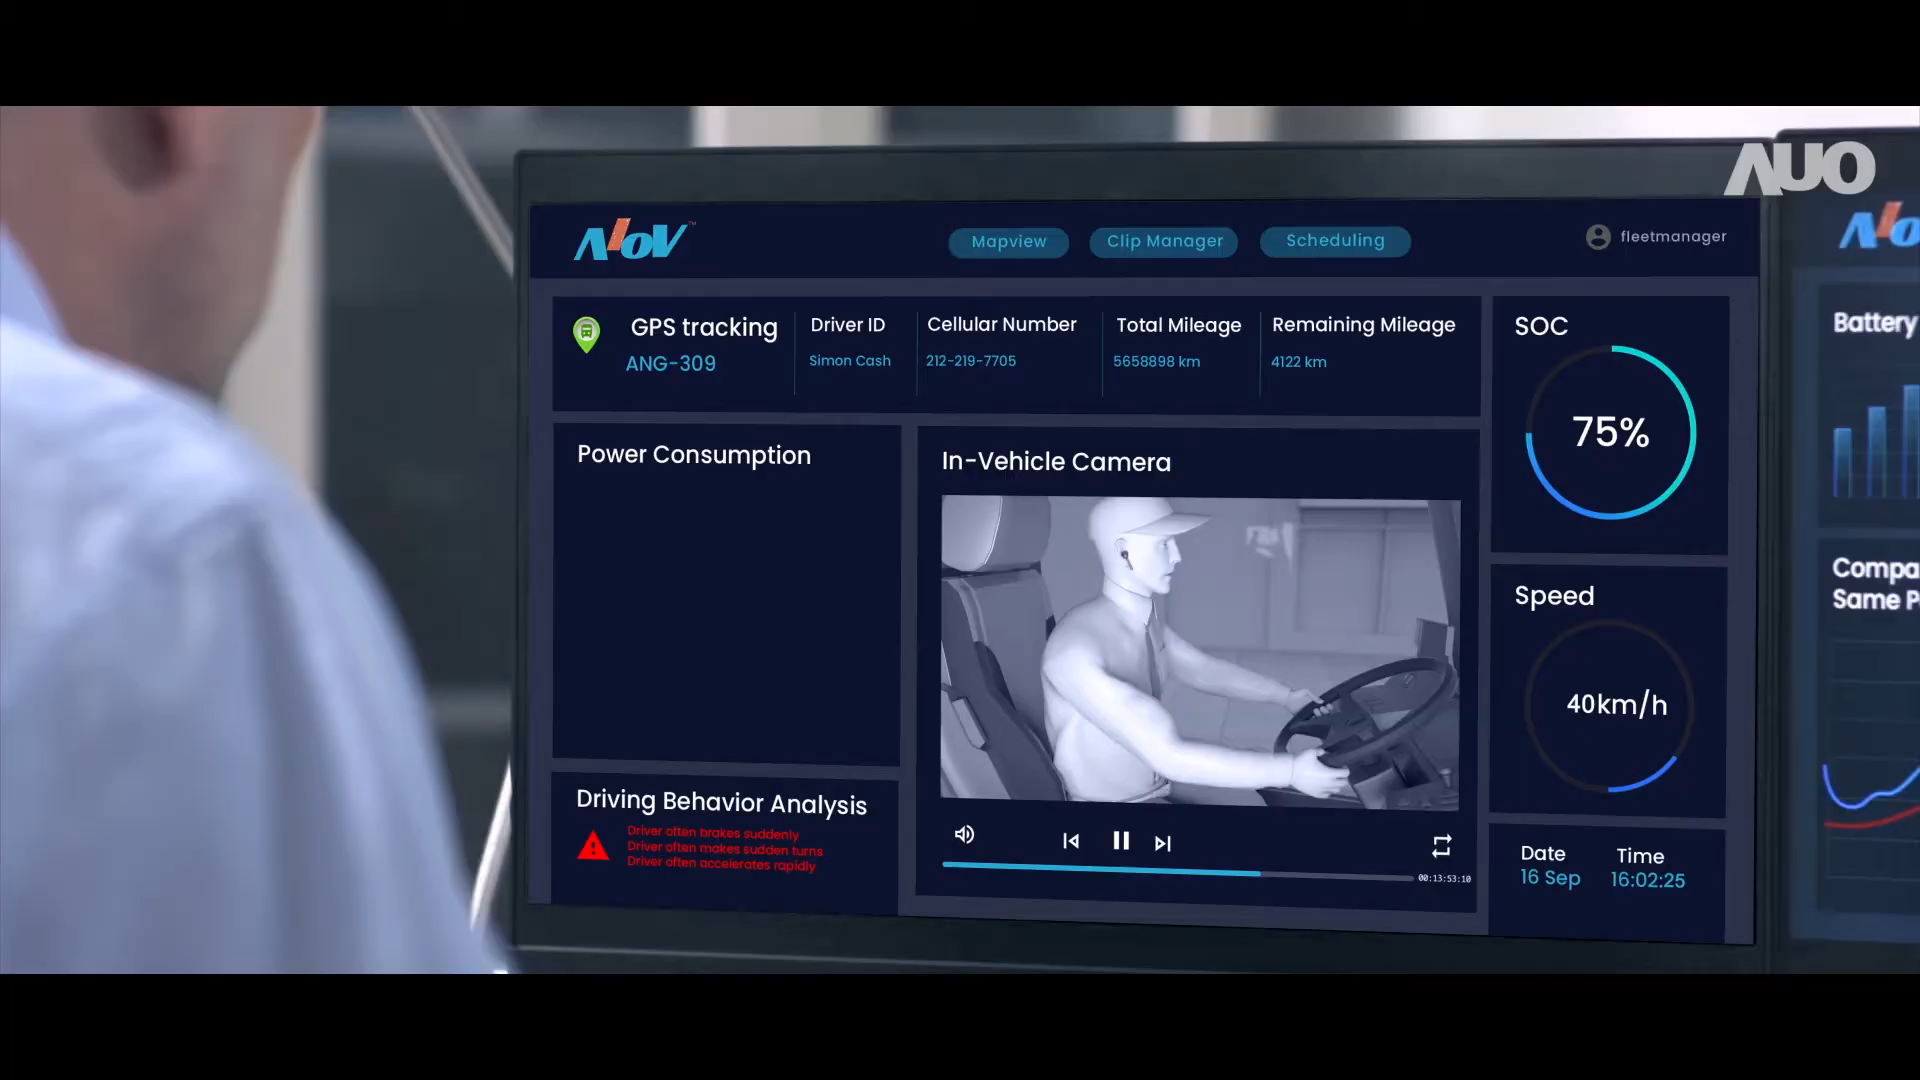 AUO
AIoV™
Mapview
Clip Manager
Scheduling
fleetmanager
GPS tracking
ANG-309
Driver ID
Simon Cash
Cellular Number
212-219-7705
Total Mileage
5658898 km
Remaining Mileage
4122 km
SOC
75%
Power Consumption
In-Vehicle Camera
00:13:53:10
Speed
40km/h
Driving Behavior Analysis
Driver often brakes suddenly
Driver often makes sudden turns
Driver often accelerates rapidly
Date
16 Sep
Time
16:02:25
Battery